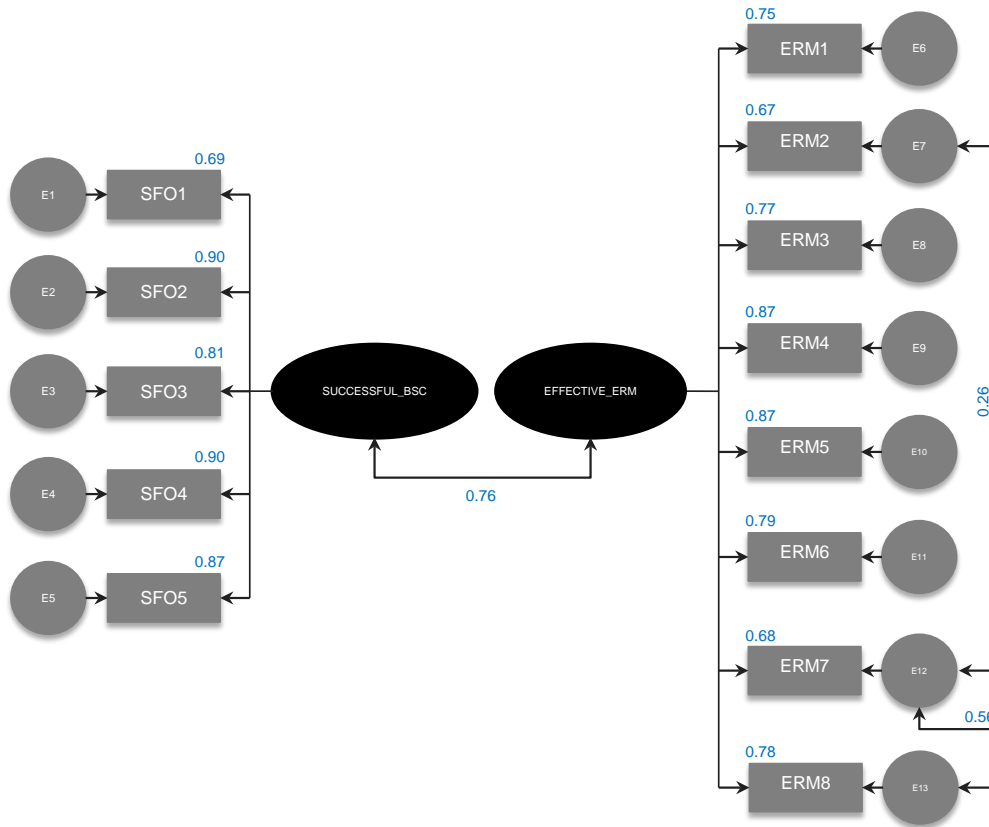 0.75
ERM1
E6
0.67
ERM2
E7
0.69
E1
SFO1
0.77
ERM3
E8
0.90
E2
SFO2
0.87
ERM4
E9
0.81
E3
SFO3
SUCCESSFUL_BSC
EFFECTIVE_ERM
0.26
0.87
ERM5
E10
0.90
E4
SFO4
0.76
0.79
ERM6
E11
0.87
E5
SFO5
0.68
ERM7
E12
0.56
0.78
ERM8
E13